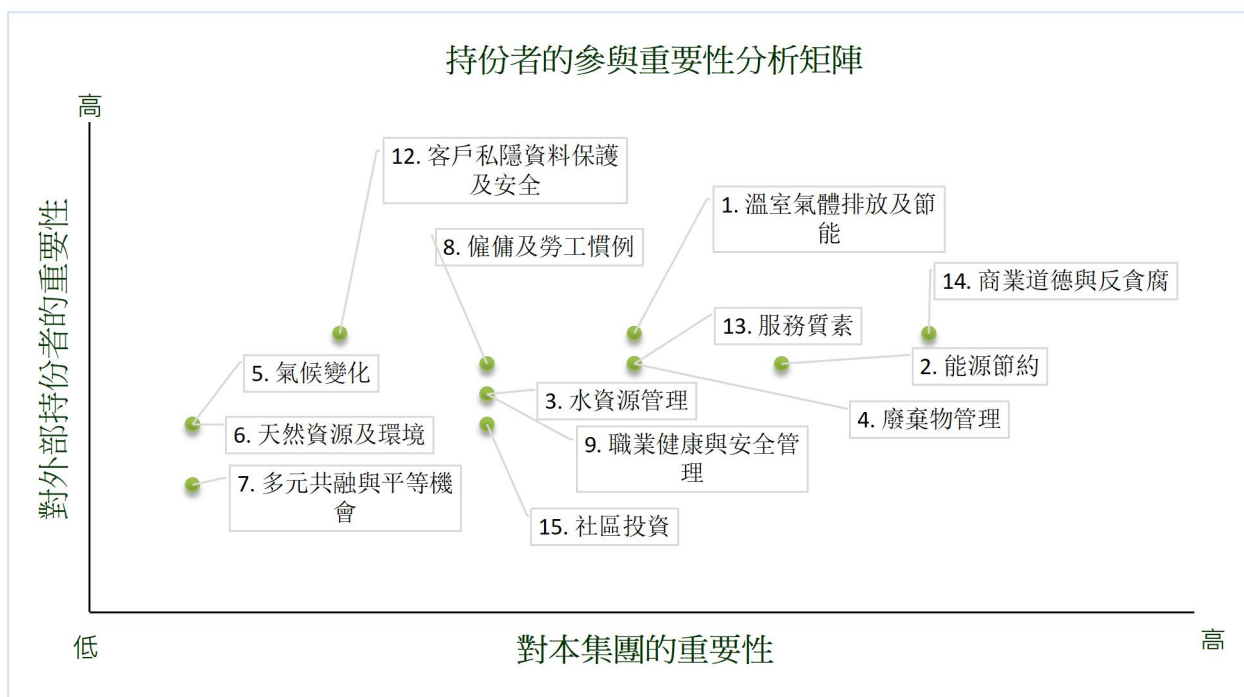 持份者的參與重要性分析矩陣
高
對外部持份者的重要性
12. 客戶私隱資料保護
及安全
1. 溫室氣體排放及節
能
8. 僱傭及勞工慣例
14. 商業道德與反貪腐
13. 服務質素
5. 氣候變化
2. 能源節約
3. 水資源管理
4. 廢棄物管理
6. 天然資源及環境
9. 職業健康與安全管
理
7. 多元共融與平等機
會
15. 社區投資
低
對本集團的重要性
高